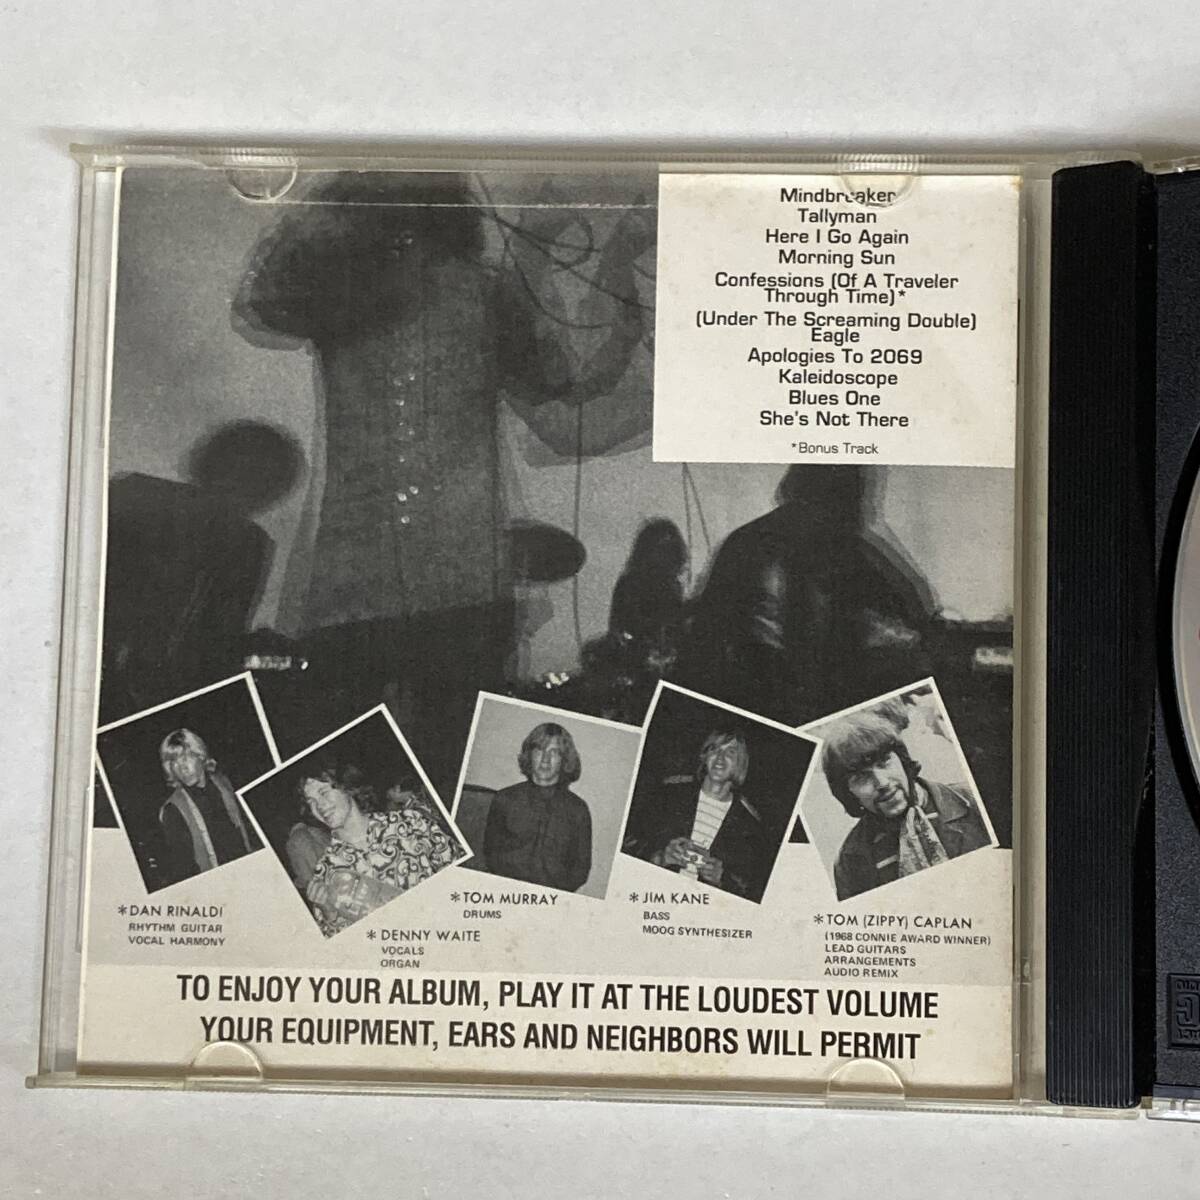 Mindbreaker
Tallyman
Here I Go Again
Morning Sun
Confessions (Of A Traveler
Through Time)*
(Under The Screaming Double)
Eagle
Apologies To 2069
Kaleidoscope
Blues One
She's Not There
*Bonus Track
*DAN RINALDI
RHYTHM GUITAR
VOCAL HARMONY
*DENNY WAITE
VOCALS
ORGAN
*TOM MURRAY
DRUMS
*JIM KANE
BASS
MOOG SYNTHESIZER
*TOM (ZIPPY) CAPLAN
(1968 CONNIE AWARD WINNER)
LEAD GUITARS
ARRANGEMENTS
AUDIO REMIX
TO ENJOY YOUR ALBUM, PLAY IT AT THE LOUDEST VOLUME
YOUR EQUIPMENT, EARS AND NEIGHBORS WILL PERMIT